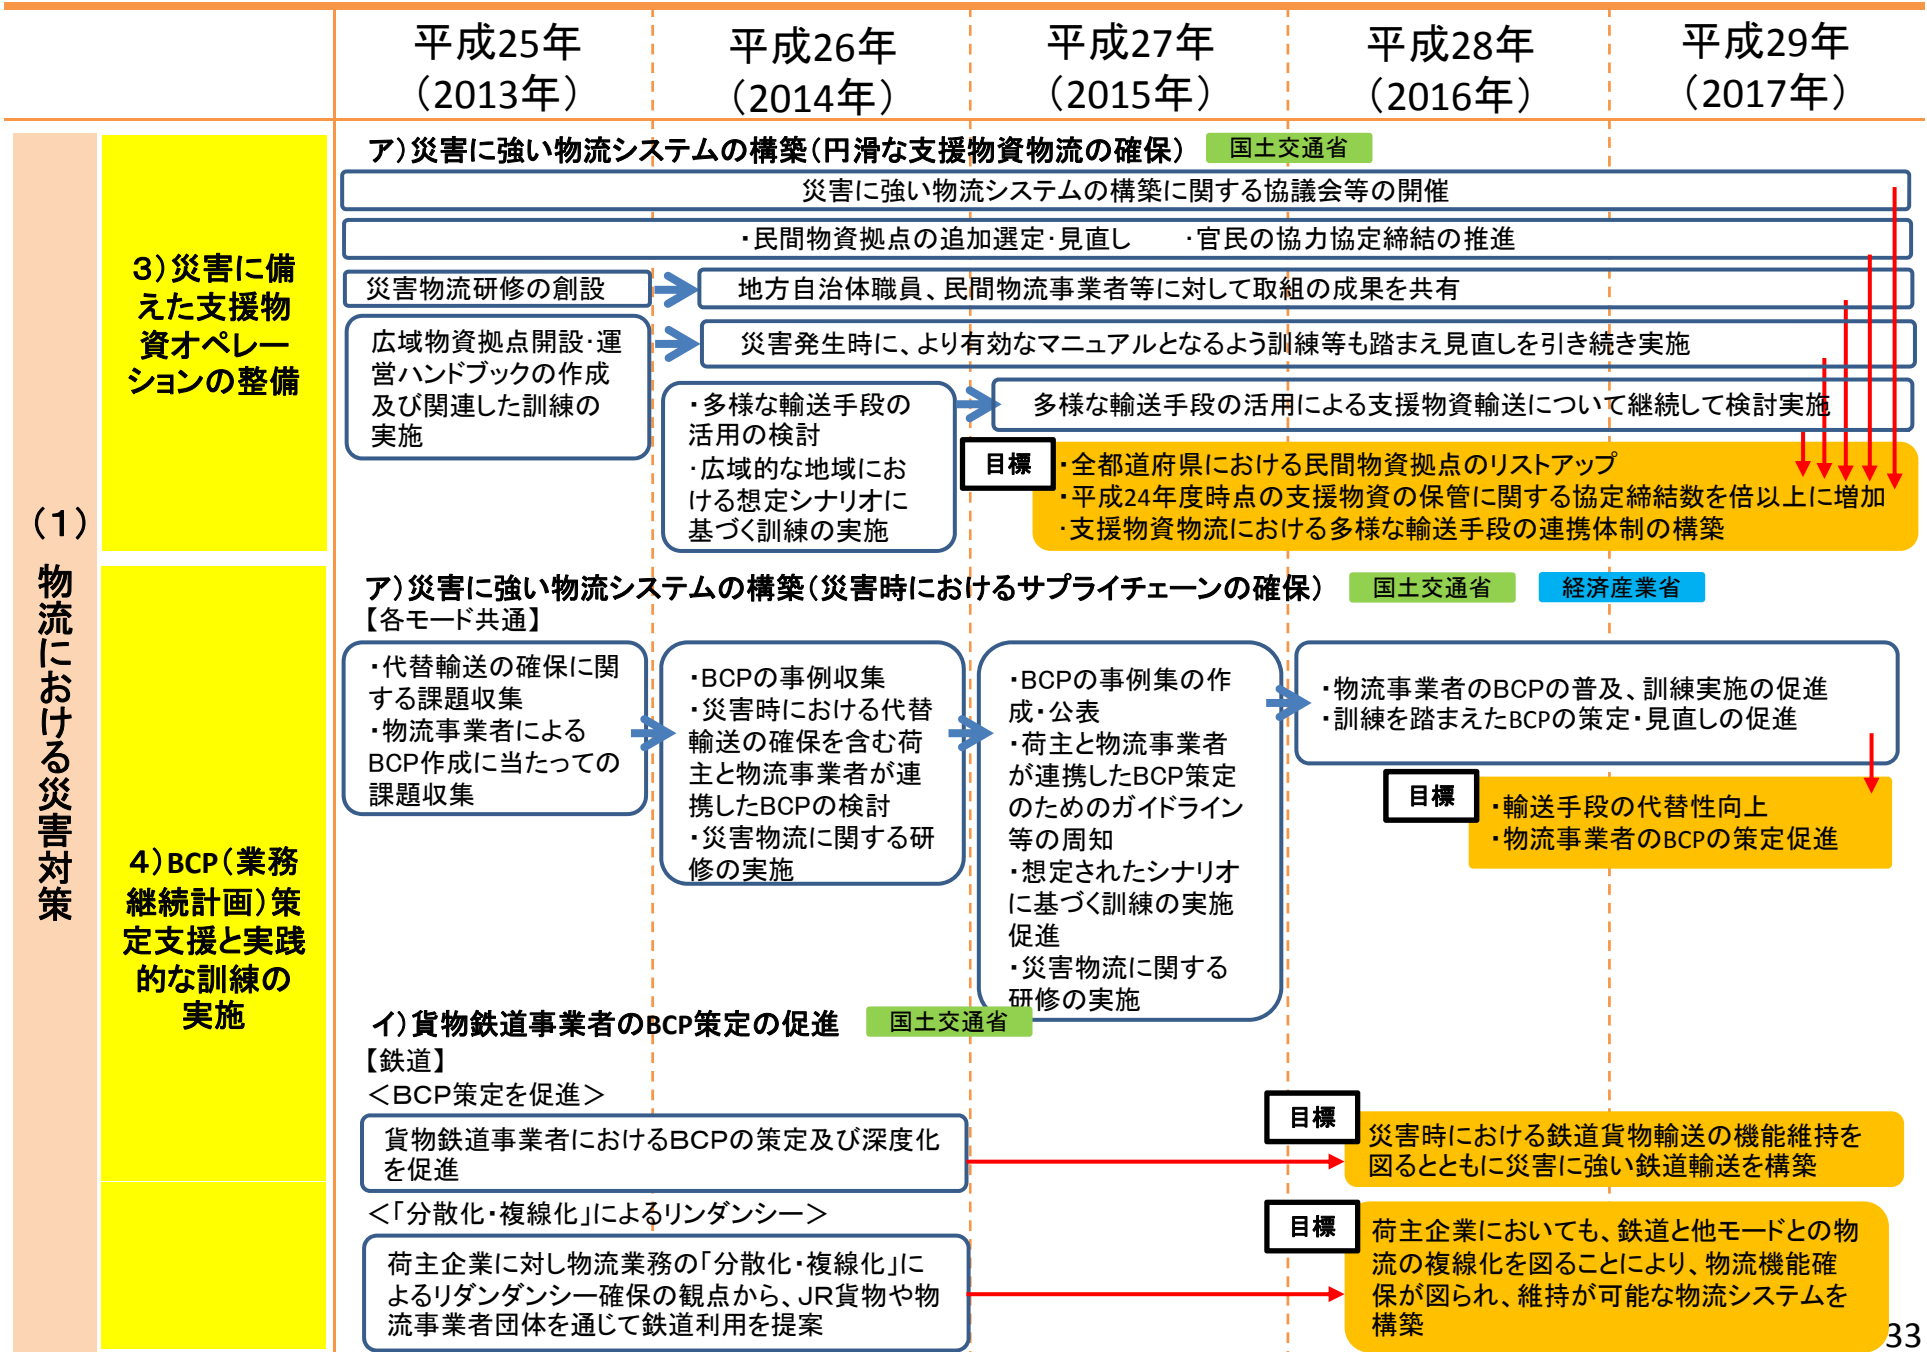 平成25年
（2013年）
平成26年
（2014年）
平成27年
（2015年）
平成28年
（2016年）
平成29年
（2017年）
（1）物流における災害対策
３）災害に備
えた支援物
資オペレー
ションの整備
ア）災害に強い物流システムの構築（円滑な支援物資物流の確保）
国土交通省
災害に強い物流システムの構築に関する協議会等の開催
・民間物資拠点の追加選定・見直し　・官民の協力協定締結の推進
災害物流研修の創設
地方自治体職員、民間物流事業者等に対して取組の成果を共有
広域物資拠点開設・運
営ハンドブックの作成
及び関連した訓練の
実施
災害発生時に、より有効なマニュアルとなるよう訓練等も踏まえ見直しを引き続き実施
・多様な輸送手段の
活用の検討
・広域的な地域にお
ける想定シナリオに
基づく訓練の実施
多様な輸送手段の活用による支援物資輸送について継続して検討実施
目標
・全都道府県における民間物資拠点のリストアップ
・平成24年度時点の支援物資の保管に関する協定締結数を倍以上に増加
・支援物資物流における多様な輸送手段の連携体制の構築
４）BCP（業務
継続計画）策
定支援と実践
的な訓練の
実施
ア）災害に強い物流システムの構築（災害時におけるサプライチェーンの確保）
国土交通省
経済産業省
【各モード共通】
・代替輸送の確保に関
する課題収集
・物流事業者による
BCP作成に当たっての
課題収集
・BCPの事例収集
・災害時における代替
輸送の確保を含む荷
主と物流事業者が連
携したBCPの検討
・災害物流に関する研
修の実施
・BCPの事例集の作
成・公表
・荷主と物流事業者
が連携したBCP策定
のためのガイドライン
等の周知
・想定されたシナリオ
に基づく訓練の実施
促進
・災害物流に関する
研修の実施
・物流事業者のBCPの普及、訓練実施の促進
・訓練を踏まえたBCPの策定・見直しの促進
目標
・輸送手段の代替性向上
・物流事業者のBCPの策定促進
イ）貨物鉄道事業者のBCP策定の促進
国土交通省
【鉄道】
＜ＢＣＰ策定を促進＞
貨物鉄道事業者におけるＢＣＰの策定及び深度化
を促進
目標
災害時における鉄道貨物輸送の機能維持を
図るとともに災害に強い鉄道輸送を構築
＜「分散化・複線化」によるリンダンシー＞
荷主企業に対し物流業務の「分散化・複線化」に
よるリダンダンシー確保の観点から、ＪＲ貨物や物
流事業者団体を通じて鉄道利用を提案
目標
荷主企業においても、鉄道と他モードとの物
流の複線化を図ることにより、物流機能確
保が図られ、維持が可能な物流システムを
構築
33